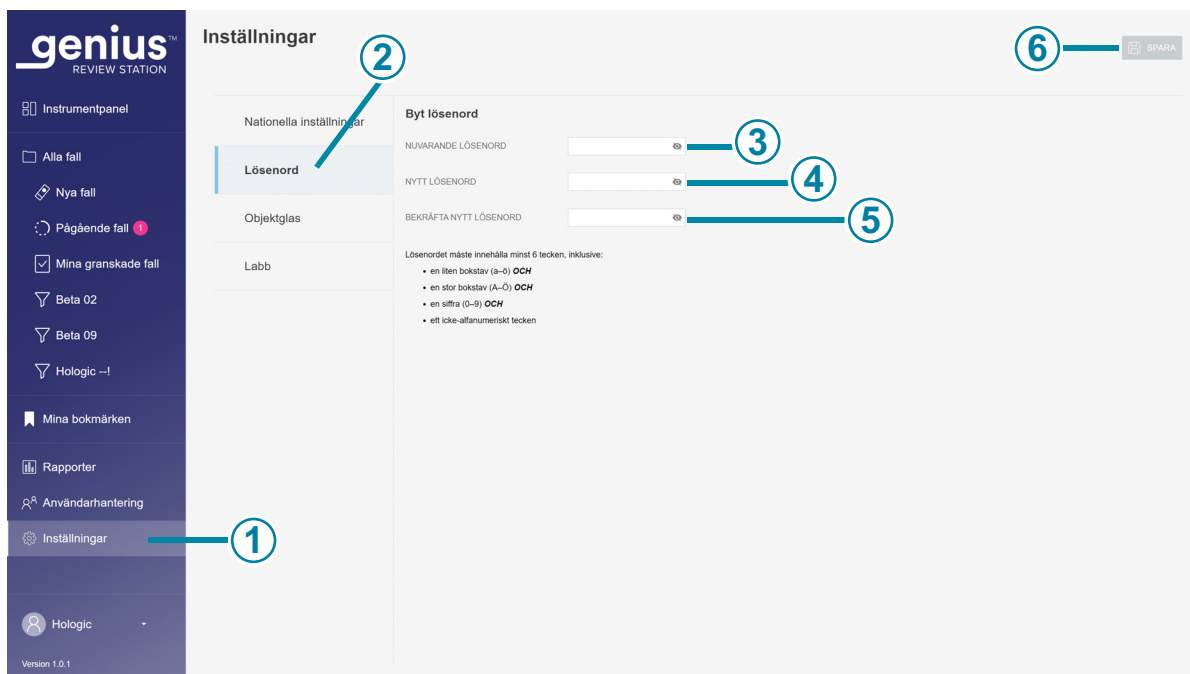 genius™
REVIEW STATION
Instrumentpanel
Alla fall
Nya fall
Pågående fall 1
Mina granskade fall
Beta 02
Beta 09
Hologic --!
Mina bokmärken
Rapporter
Användarhantering
Inställningar
1
Hologic
Version 1.0.1
Inställningar
2
6
SPARA
Nationella inställningar
Lösenord
Objektglas
Labb
Byt lösenord
NUVARANDE LÖSENORD
3
NYTT LÖSENORD
4
BEKRÄFTA NYTT LÖSENORD
5
Lösenordet måste innehålla minst 6 tecken, inklusive:
• en liten bokstav (a–ö) OCH
• en stor bokstav (A–Ö) OCH
• en siffra (0–9) OCH
• ett icke-alfanumeriskt tecken